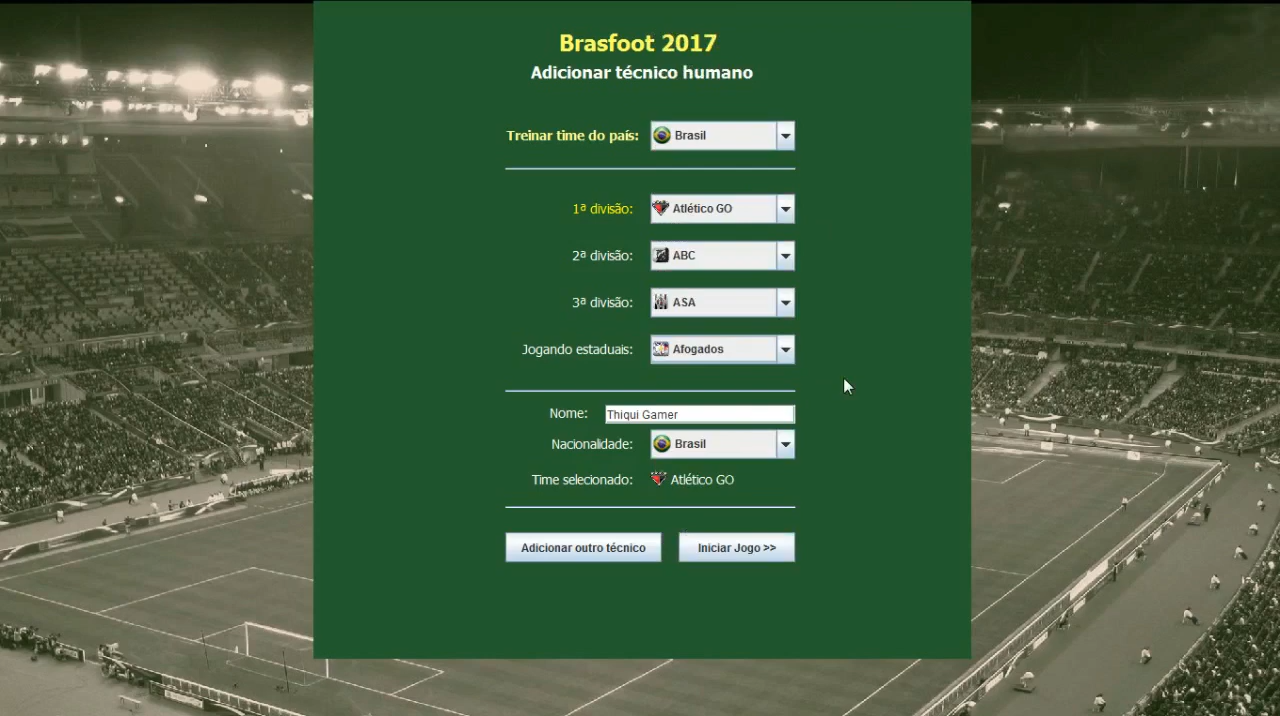 Brasfoot 2017
Adicionar técnico humano
Treinar time do país: Brasil
1ª divisão: Atlético GO
2ª divisão: ABC
3ª divisão: ASA
Jogando estaduais: Afogados
Nome: Thiqui Gamer
Nacionalidade: Brasil
Time selecionado: Atlético GO
Adicionar outro técnico Iniciar Jogo >>